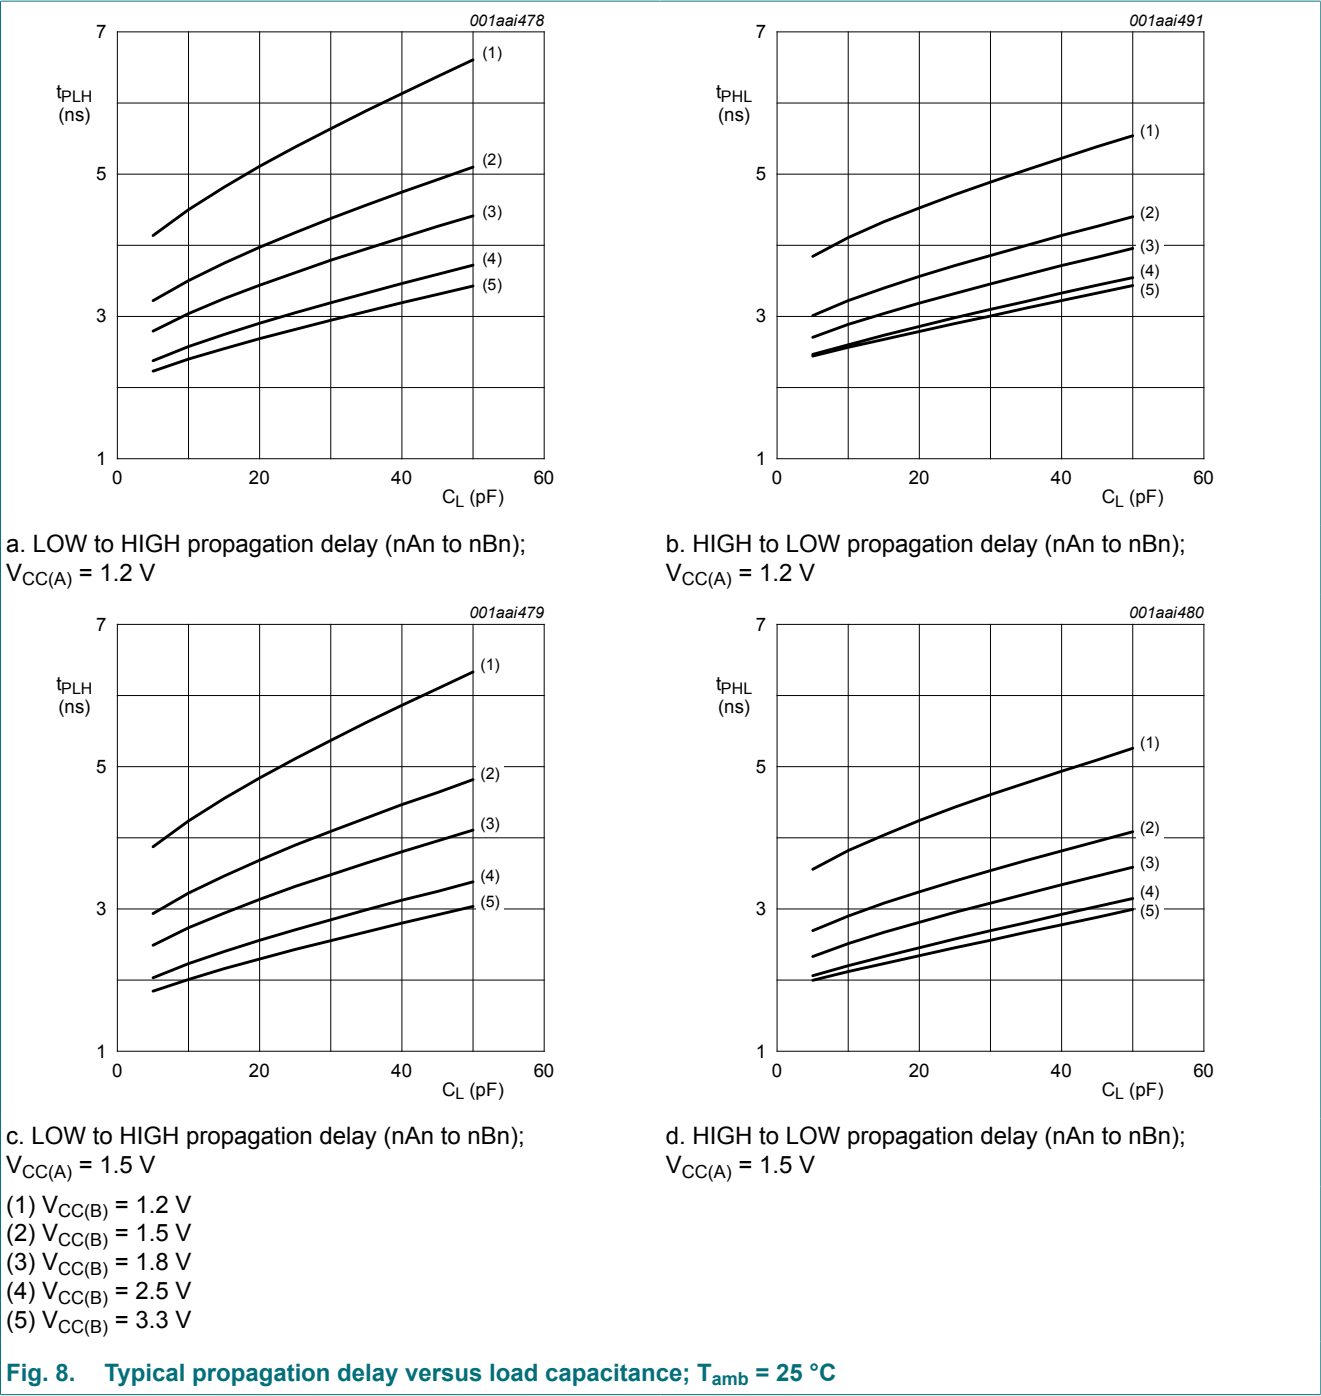 001aai478
7
5
3
1
tPLH
(ns)
(1)
(2)
(3)
(4)
(5)
0 20 40 60
CL (pF)
a. LOW to HIGH propagation delay (nAn to nBn);
VCC(A) = 1.2 V
001aai491
7
5
3
1
tPHL
(ns)
(1)
(2)
(3)
(4)
(5)
0 20 40 60
CL (pF)
b. HIGH to LOW propagation delay (nAn to nBn);
VCC(A) = 1.2 V
001aai479
7
5
3
1
tPLH
(ns)
(1)
(2)
(3)
(4)
(5)
0 20 40 60
CL (pF)
c. LOW to HIGH propagation delay (nAn to nBn);
VCC(A) = 1.5 V
001aai480
7
5
3
1
tPHL
(ns)
(1)
(2)
(3)
(4)
(5)
0 20 40 60
CL (pF)
d. HIGH to LOW propagation delay (nAn to nBn);
VCC(A) = 1.5 V
(1) VCC(B) = 1.2 V
(2) VCC(B) = 1.5 V
(3) VCC(B) = 1.8 V
(4) VCC(B) = 2.5 V
(5) VCC(B) = 3.3 V
Fig. 8. Typical propagation delay versus load capacitance; Tamb = 25 °C